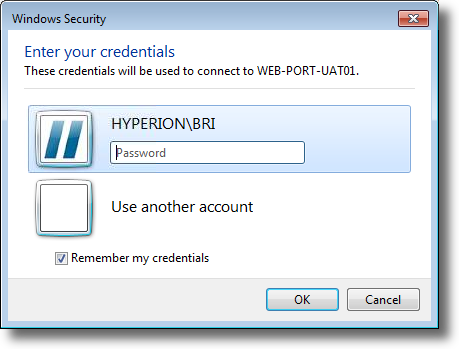 Windows Security
Enter your credentials
These credentials will be used to connect to WEB-PORT-UAT01.
HYPERION\BRI
Password
Use another account
Remember my credentials
OK
Cancel